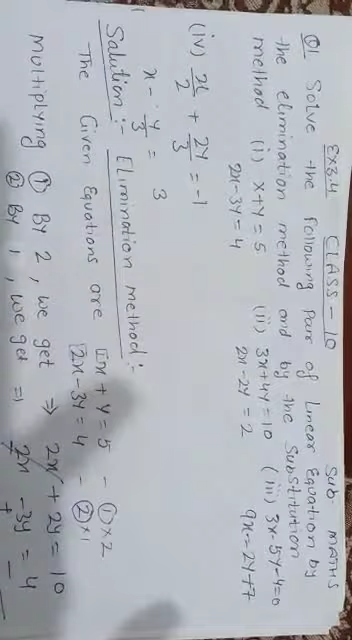 EX 3.4 CLASS – 10 Sub. MATHS
Q1. Solve the following pair of Linear Equation by
the elimination method and by the Substitution
method (i) x+y = 5 (ii) 3x+4y=10 (iii) 3x-5y-4=0
2x-3y=4 2x-2y = 2 9x=2y+7
(iv) x/2 + 2y/3 = -1
x - y/3 = 3
Solution:- Elimination method:-
The Given Equations are x + y = 5 - ①×2
2x-3y=4 - ②×1
Multiplying ① By 2, we get ⇒ 2x + 2y = 10
② By 1, we get ⇒ 2x - 3y = 4
- + -